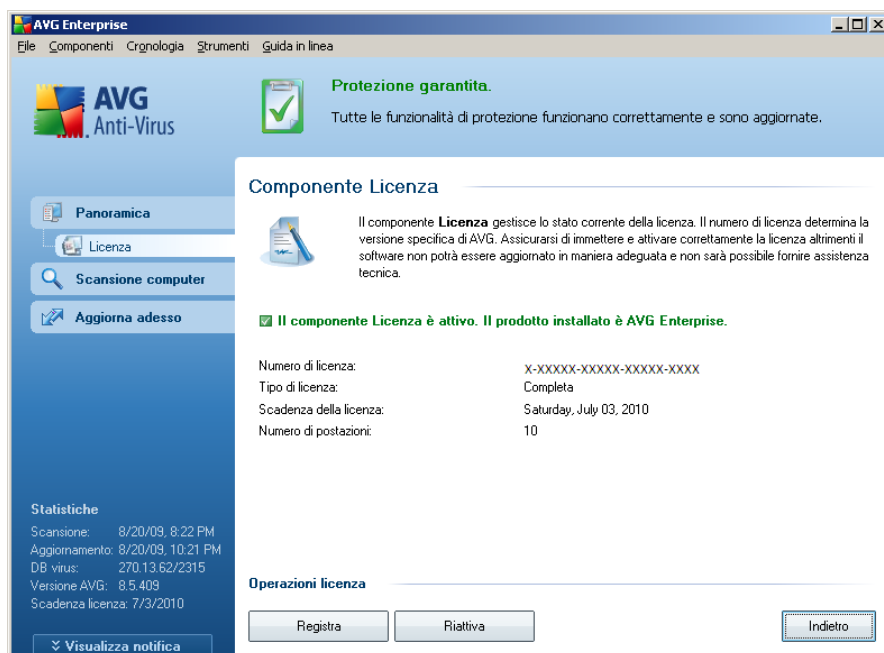 AVG Enterprise
File Componenti Cronologia Strumenti Guida in linea
AVG
Anti-Virus
Protezione garantita.
Tutte le funzionalità di protezione funzionano correttamente e sono aggiornate.
Panoramica
Licenza
Scansione computer
Aggiorna adesso
Componente Licenza
Il componente Licenza gestisce lo stato corrente della licenza. Il numero di licenza determina la
versione specifica di AVG. Assicurarsi di immettere e attivare correttamente la licenza altrimenti il
software non potrà essere aggiornato in maniera adeguata e non sarà possibile fornire assistenza
tecnica.
Il componente Licenza è attivo. Il prodotto installato è AVG Enterprise.
Numero di licenza: X-XXXXX-XXXXX-XXXXX-XXXX
Tipo di licenza: Completa
Scadenza della licenza: Saturday, July 03, 2010
Numero di postazioni: 10
Statistiche
Scansione: 8/20/09, 8:22 PM
Aggiornamento: 8/20/09, 10:21 PM
DB virus: 270.13.62/2315
Versione AVG: 8.5.409
Scadenza licenza: 7/3/2010
Visualizza notifica
Operazioni licenza
Registra Riattiva Indietro